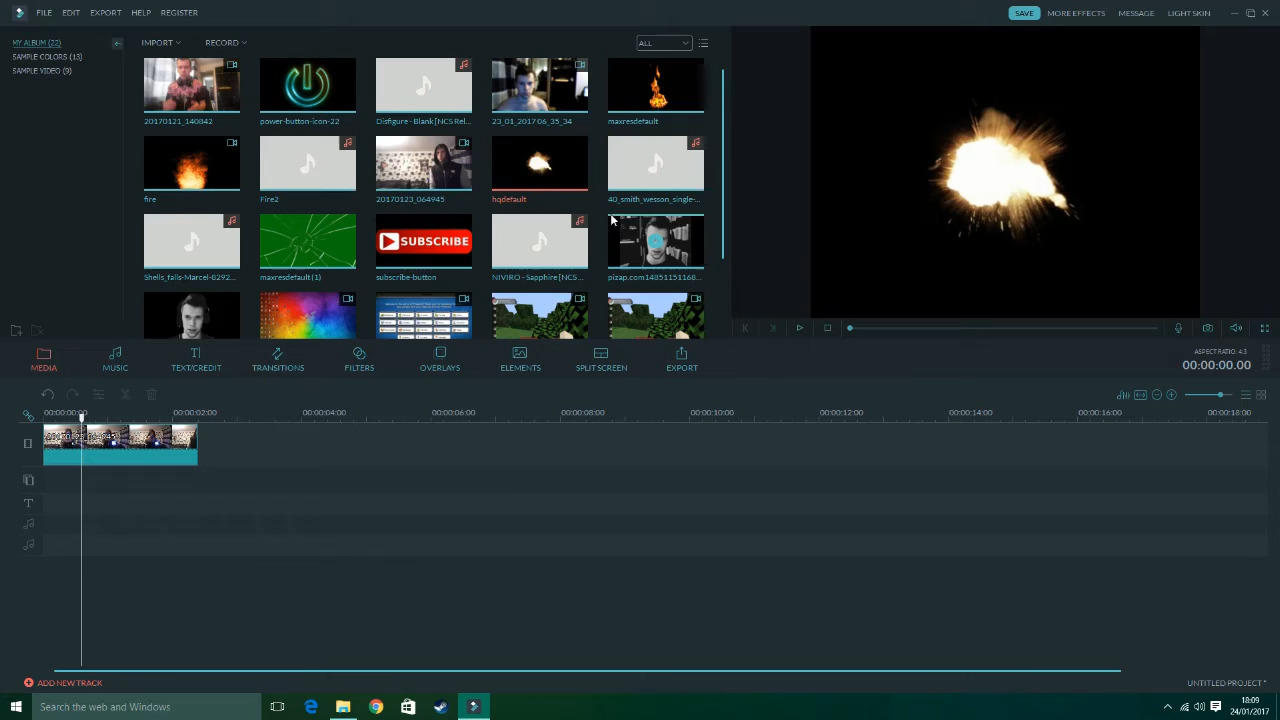 FILE EDIT EXPORT HELP REGISTER SAVE MORE EFFECTS MESSAGE LIGHT SKIN
MY ALBUM (22)
SAMPLE COLORS (13)
SAMPLE VIDEO (9)
IMPORT RECORD ALL
20170121_140842 power-button-icon-22 Disfigure - Blank [NCS Rel... 23_01_2017 06_35_34 maxresdefault
fire Fire2 20170123_064945 hqdefault 40_smith_wesson_single-...
SUBSCRIBE
Shells_falls-Marcel-8292... maxresdefault (1) subscribe-button NIVIRO - Sapphire [NCS... pizap.com14851151168...
MEDIA MUSIC TEXT/CREDIT TRANSITIONS FILTERS OVERLAYS ELEMENTS SPLIT SCREEN EXPORT
ASPECT RATIO: 4:3
00:00:00.00
00:00:00:00 00:00:02:00 00:00:04:00 00:00:06:00 00:00:08:00 00:00:10:00 00:00:12:00 00:00:14:00 00:00:16:00 00:00:18:00
20170123_064945
ADD NEW TRACK UNTITLED PROJECT *
Search the web and Windows
18:09
24/01/2017